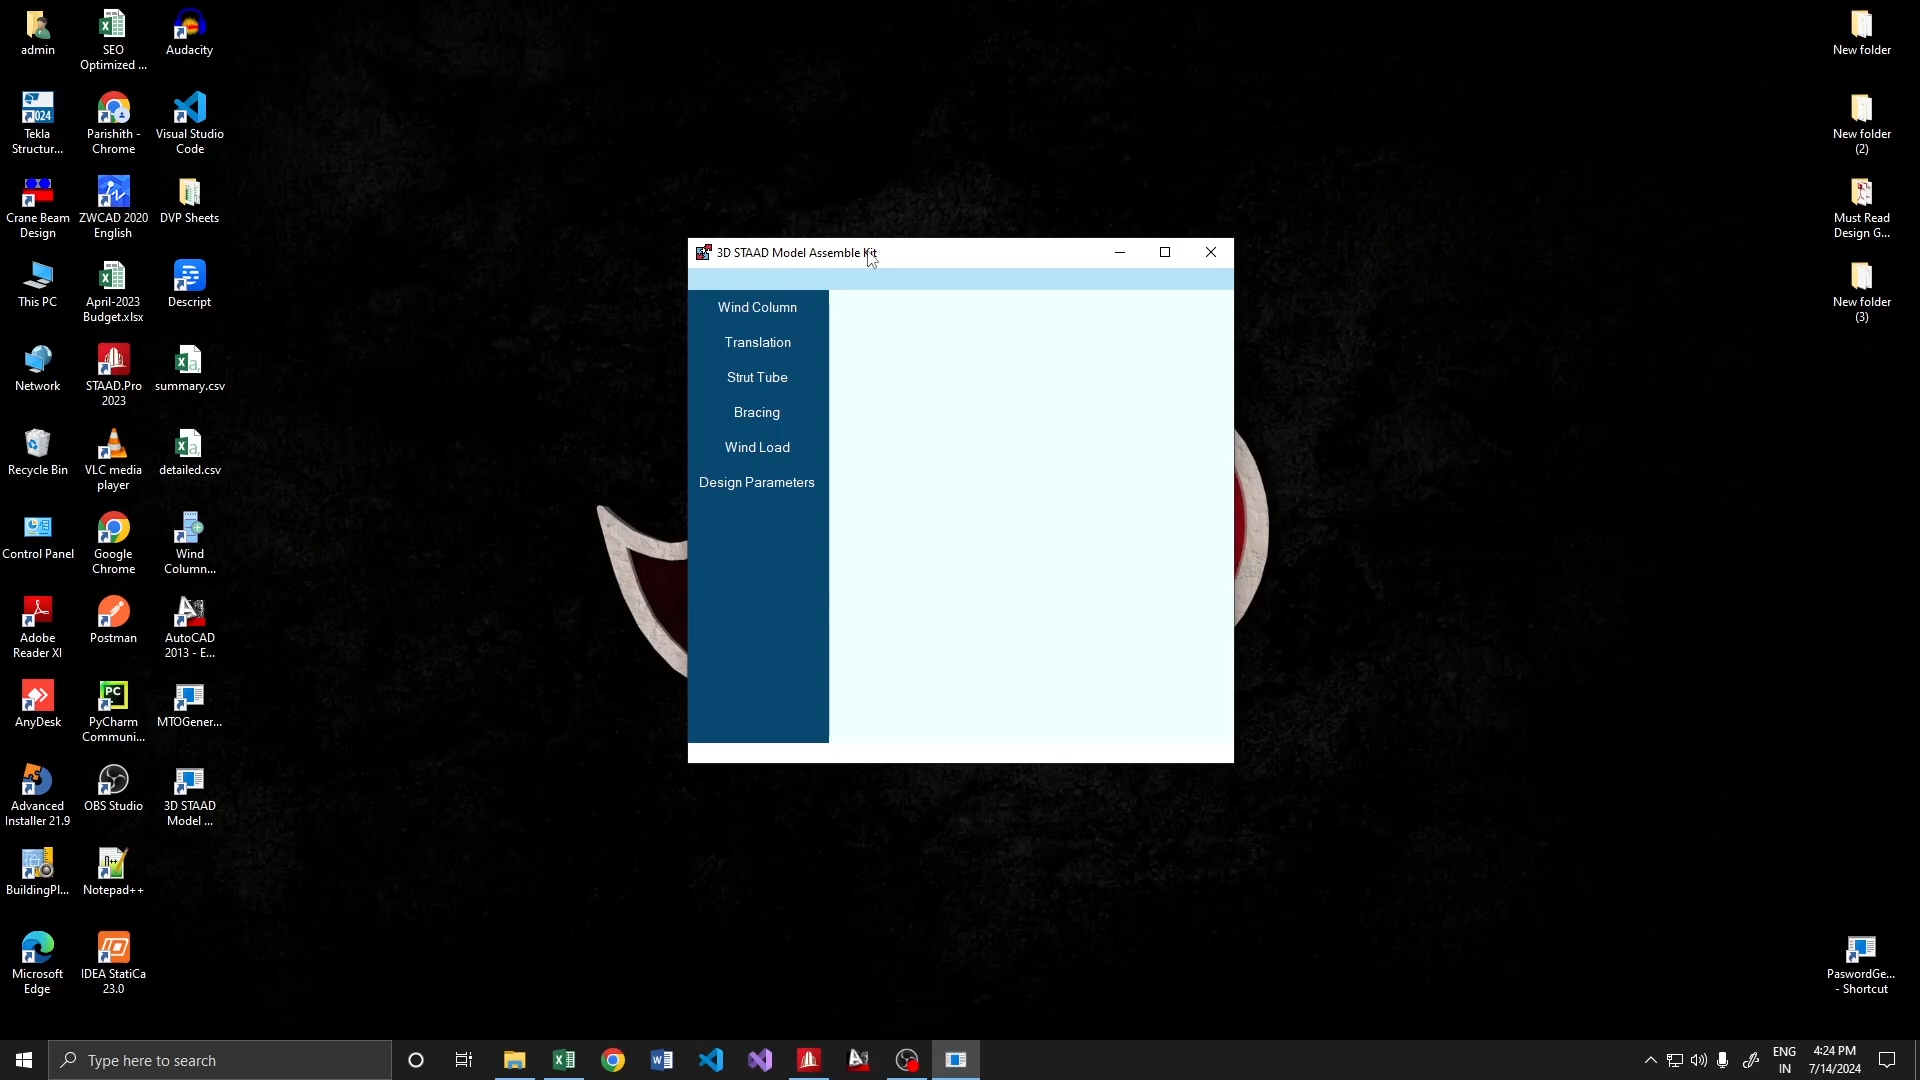 admin
SEO
Optimized ...
Audacity
Tekla
Structur...
Parishith -
Chrome
Visual Studio
Code
Crane Beam
Design
ZWCAD 2020
English
DVP Sheets
This PC
April-2023
Budget.xlsx
Descript
Network
STAAD.Pro
2023
summary.csv
Recycle Bin
VLC media
player
detailed.csv
Control Panel
Google
Chrome
Wind
Column...
Adobe
Reader XI
Postman
AutoCAD
2013 - E...
AnyDesk
PyCharm
Communi...
MTOGener...
Advanced
Installer 21.9
OBS Studio
3D STAAD
Model ...
BuildingPl...
Notepad++
Microsoft
Edge
IDEA StatiCa
23.0
3D STAAD Model Assemble Kit
Wind Column
Translation
Strut Tube
Bracing
Wind Load
Design Parameters
New folder
New folder
(2)
Must Read
Design G...
New folder
(3)
PaswordGe...
- Shortcut
Type here to search
ENG
IN
4:24 PM
7/14/2024